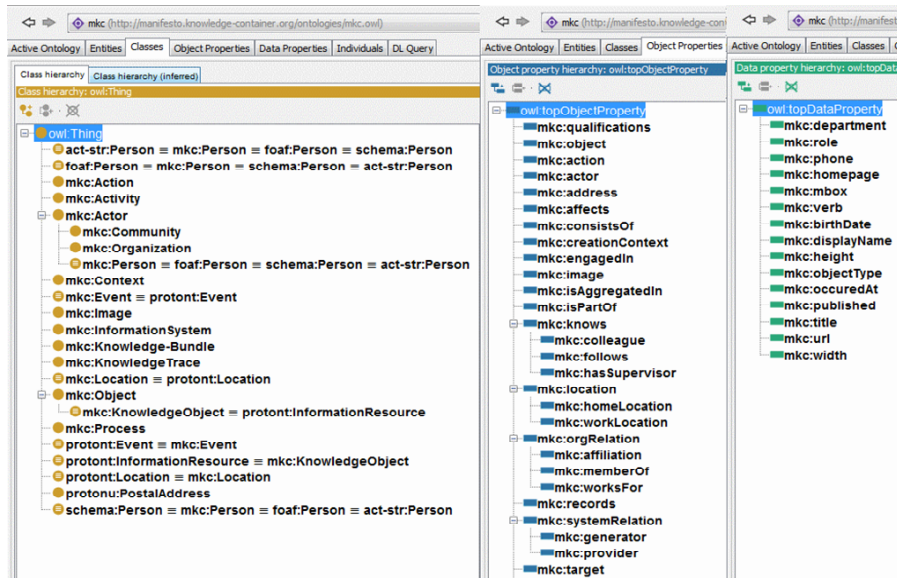 mkc (http://manifesto.knowledge-container.org/ontologies/mkc.owl)
Active Ontology Entities Classes Object Properties Data Properties Individuals DL Query
Class hierarchy Class hierarchy (inferred)
Class hierarchy: owl:Thing
owl:Thing
act-str:Person ≡ mkc:Person ≡ foaf:Person ≡ schema:Person
foaf:Person ≡ mkc:Person ≡ schema:Person ≡ act-str:Person
mkc:Action
mkc:Activity
mkc:Actor
mkc:Community
mkc:Organization
mkc:Person ≡ foaf:Person ≡ schema:Person ≡ act-str:Person
mkc:Context
mkc:Event ≡ protont:Event
mkc:Image
mkc:InformationSystem
mkc:Knowledge-Bundle
mkc:KnowledgeTrace
mkc:Location ≡ protont:Location
mkc:Object
mkc:KnowledgeObject ≡ protont:InformationResource
mkc:Process
protont:Event ≡ mkc:Event
protont:InformationResource ≡ mkc:KnowledgeObject
protont:Location ≡ mkc:Location
protonu:PostalAddress
schema:Person ≡ mkc:Person ≡ foaf:Person ≡ act-str:Person
mkc (http://manifesto.knowledge-con
Active Ontology Entities Classes Object Properties
Object property hierarchy: owl:topObjectProperty
owl:topObjectProperty
mkc:qualifications
mkc:object
mkc:action
mkc:actor
mkc:address
mkc:affects
mkc:consistsOf
mkc:creationContext
mkc:engagedIn
mkc:image
mkc:isAggregatedIn
mkc:isPartOf
mkc:knows
mkc:colleague
mkc:follows
mkc:hasSupervisor
mkc:location
mkc:homeLocation
mkc:workLocation
mkc:orgRelation
mkc:affiliation
mkc:memberOf
mkc:worksFor
mkc:records
mkc:systemRelation
mkc:generator
mkc:provider
mkc:target
mkc (http://manifest
Active Ontology Entities Classes
Data property hierarchy: owl:topDat
owl:topDataProperty
mkc:department
mkc:role
mkc:phone
mkc:homepage
mkc:mbox
mkc:verb
mkc:birthDate
mkc:displayName
mkc:height
mkc:objectType
mkc:occuredAt
mkc:published
mkc:title
mkc:url
mkc:width